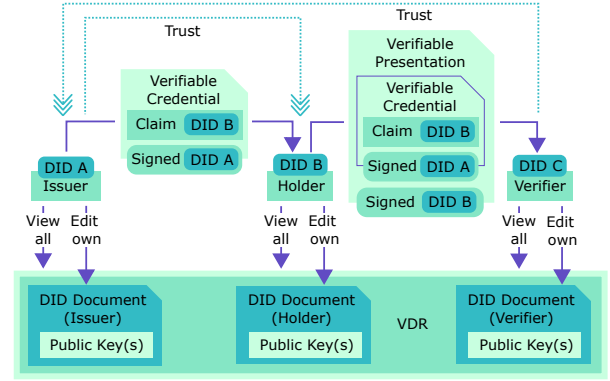 Trust
Trust
Verifiable
Credential
Claim DID B
Signed DID A
Verifiable
Presentation
Verifiable
Credential
Claim DID B
Signed DID A
Signed DID B
DID A
Issuer
DID B
Holder
DID C
Verifier
View
all
Edit
own
View
all
Edit
own
View
all
Edit
own
DID Document
(Issuer)
Public Key(s)
DID Document
(Holder)
Public Key(s)
VDR
DID Document
(Verifier)
Public Key(s)